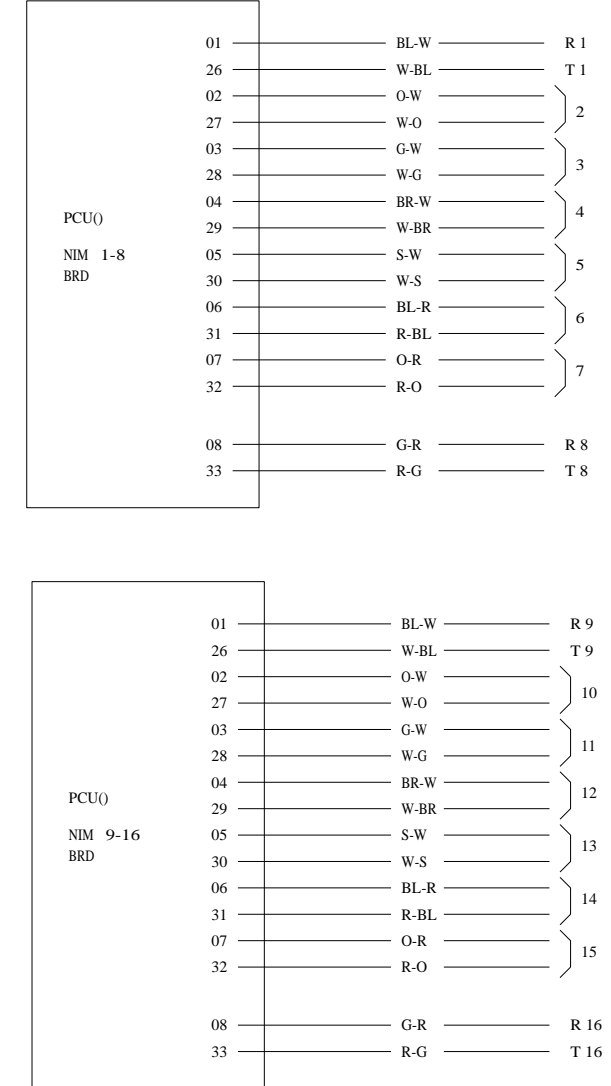 01 BL-W R 1
26 W-BL T 1
02 O-W
2
27 W-O
03 G-W
3
28 W-G
04 BR-W
PCU() 4
29 W-BR
NIM 1-8 05 S-W
5
BRD 30 W-S
06 BL-R
6
31 R-BL
07 O-R
7
32 R-O
08 G-R R 8
33 R-G T 8
01 BL-W R 9
26 W-BL T 9
02 O-W
10
27 W-O
03 G-W
11
28 W-G
04 BR-W
PCU() 12
29 W-BR
NIM 9-16 05 S-W
13
BRD 30 W-S
06 BL-R
14
31 R-BL
07 O-R
15
32 R-O
08 G-R R 16
33 R-G T 16